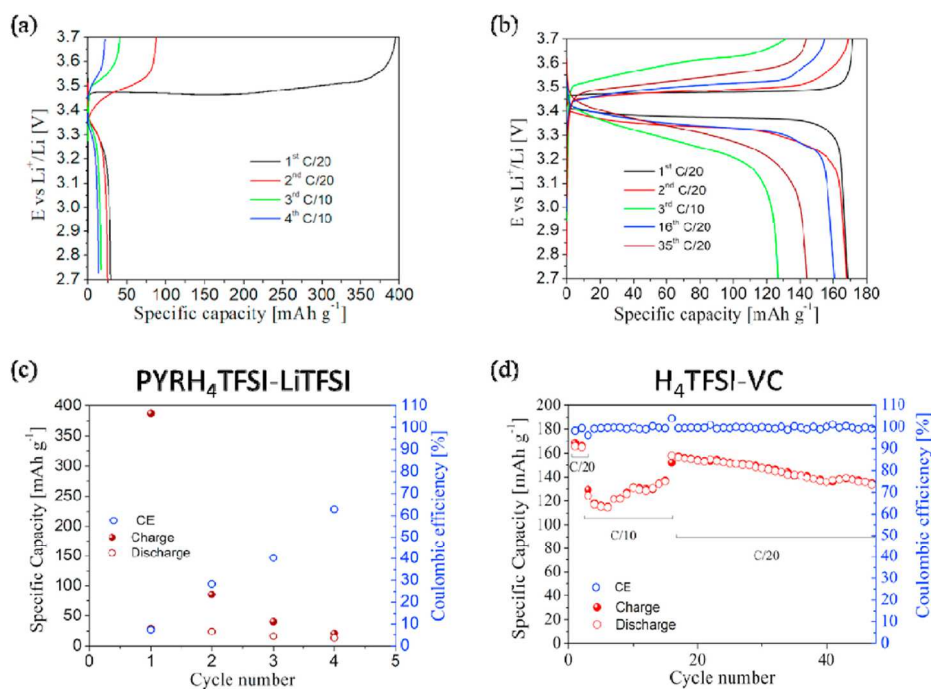 (a)
3.7
3.6
3.5
3.4
3.3
3.2
3.1
3.0
2.9
2.8
2.7
E vs Li⁺/Li [V]
1ˢᵗ C/20
2ⁿᵈ C/20
3ʳᵈ C/10
4ᵗʰ C/10
0 50 100 150 200 250 300 350 400
Specific capacity [mAh g⁻¹]
(b)
3.7
3.6
3.5
3.4
3.3
3.2
3.1
3.0
2.9
2.8
2.7
E vs Li⁺/Li [V]
1ˢᵗ C/20
2ⁿᵈ C/20
3ʳᵈ C/10
16ᵗʰ C/20
35ᵗʰ C/20
0 20 40 60 80 100 120 140 160 180
Specific capacity [mAh g⁻¹]
(c)
PYRH₄TFSI-LiTFSI
400
350
300
250
200
150
100
50
0
Specific Capacity [mAh g⁻¹]
CE
Charge
Discharge
110
100
90
80
70
60
50
40
30
20
10
0
Coulombic efficiency [%]
0 1 2 3 4 5
Cycle number
(d)
H₄TFSI-VC
200
180
160
140
120
100
80
60
40
20
0
Specific Capacity [mAh g⁻¹]
C/20
C/10
C/20
CE
Charge
Discharge
110
100
90
80
70
60
50
40
30
20
10
0
Coulombic efficiency [%]
0 20 40
Cycle number